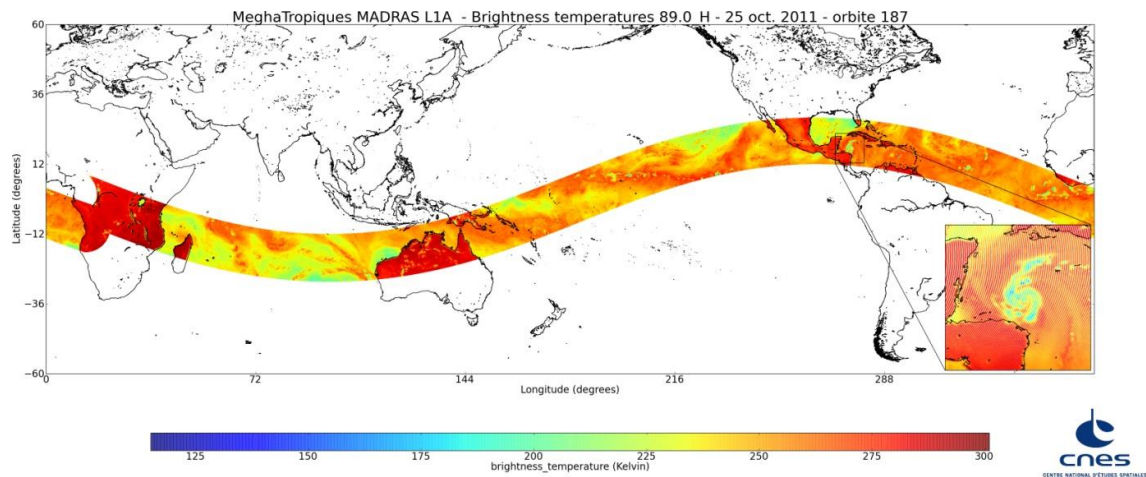 MeghaTropiques MADRAS L1A - Brightness temperatures 89.0 H - 25 oct. 2011 - orbite 187
60
36
12
−12
−36
−60
Latitude (degrees)
0 72 144 216 288
Longitude (degrees)
125 150 175 200 225 250 275 300
brightness_temperature (Kelvin)
cnes
CENTRE NATIONAL D'ÉTUDES SPATIALES